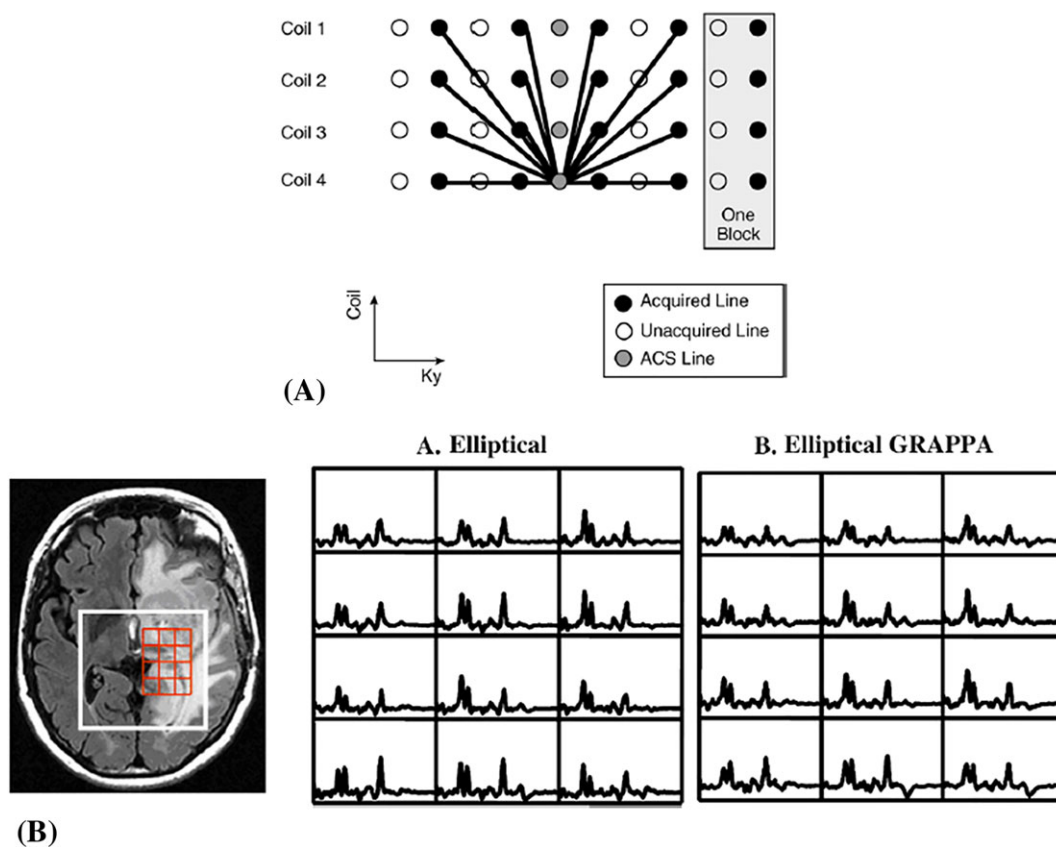 Coil 1
Coil 2
Coil 3
Coil 4
One
Block
Coil
Ky
Acquired Line
Unacquired Line
ACS Line
(A)
A. Elliptical
B. Elliptical GRAPPA
(B)